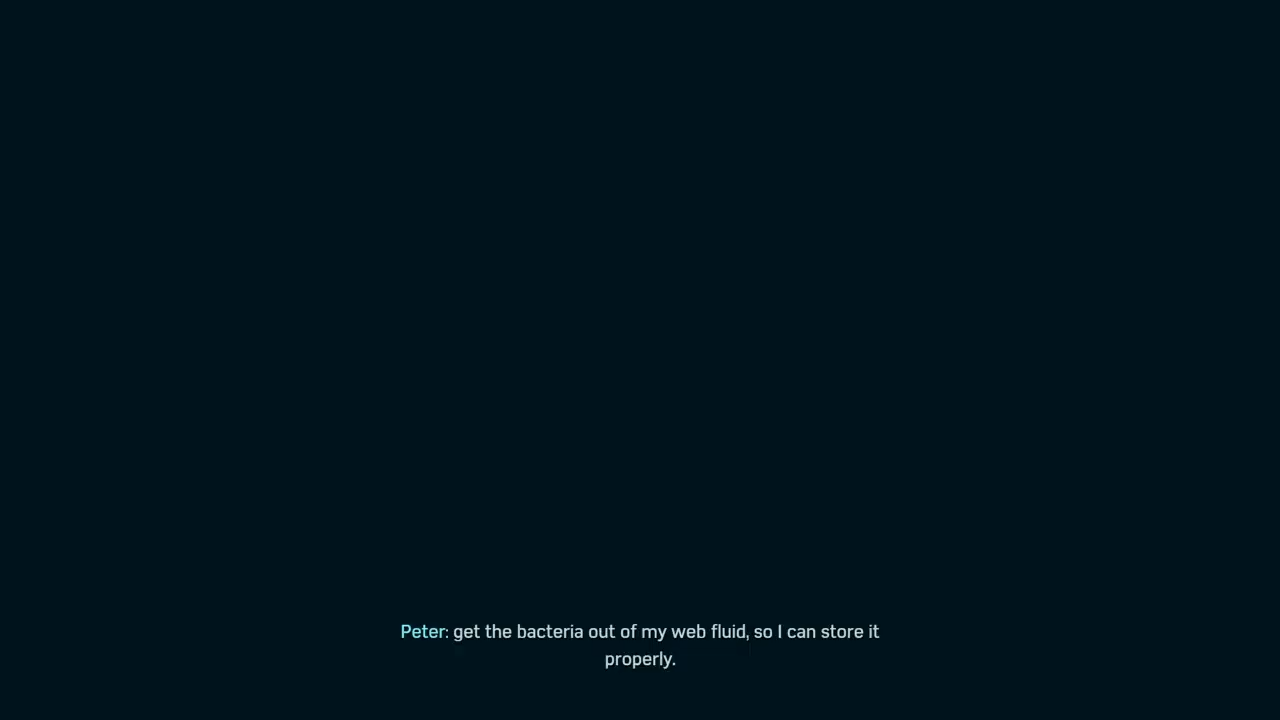 Peter: get the bacteria out of my web fluid, so I can store it
properly.